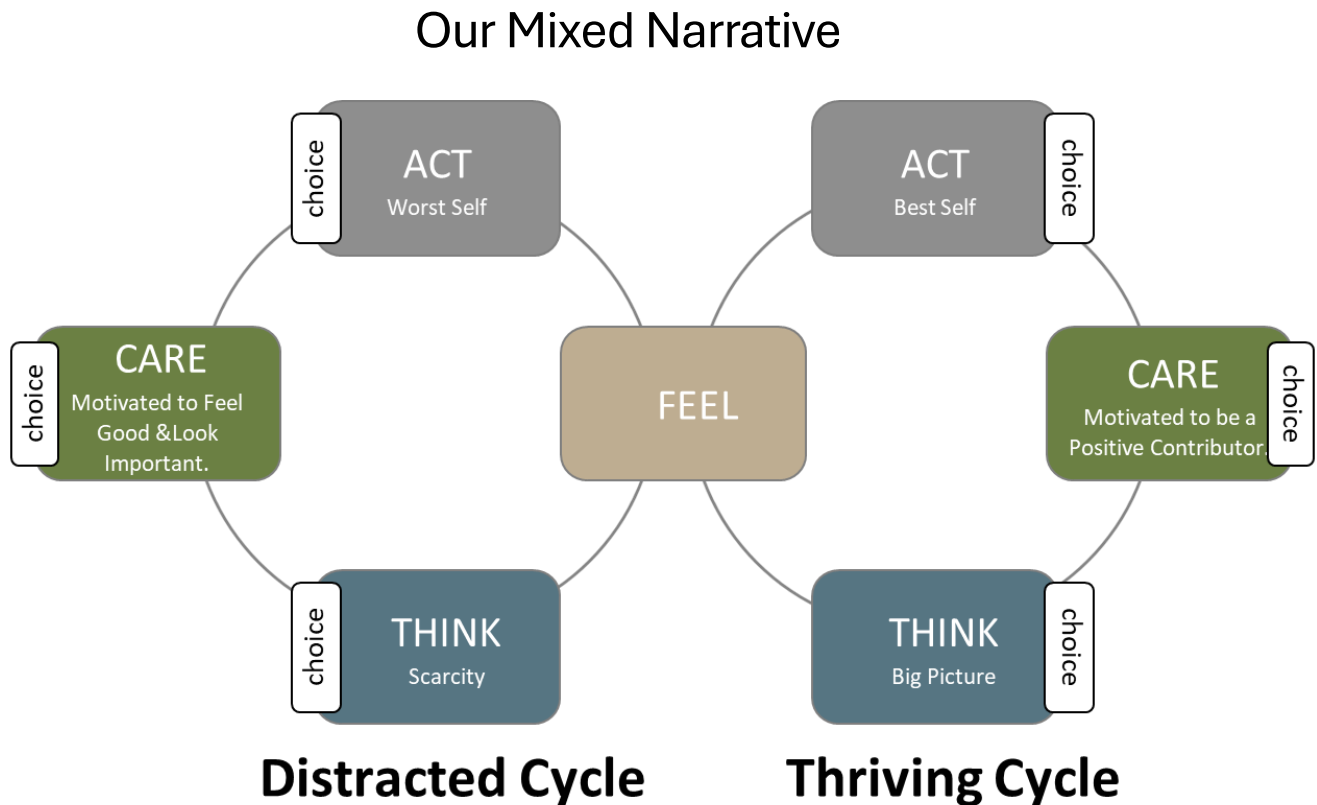 Our Mixed Narrative
choice
ACT
Worst Self
ACT
Best Self
choice
choice
CARE
Motivated to Feel
Good &Look
Important.
FEEL
CARE
Motivated to be a
Positive Contributor.
choice
choice
THINK
Scarcity
THINK
Big Picture
choice
Distracted Cycle
Thriving Cycle